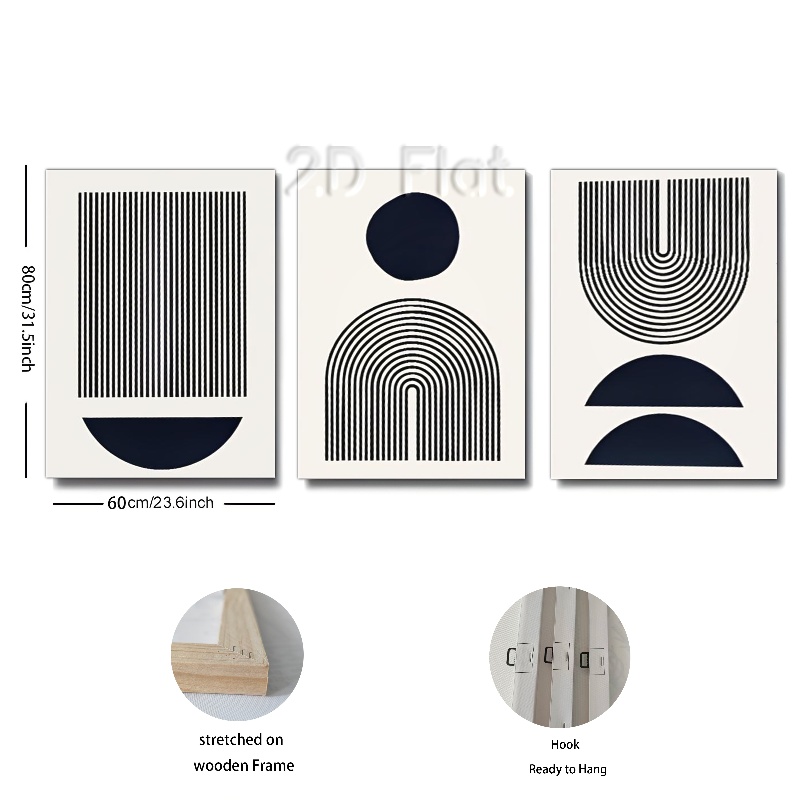 2D Flat
80cm/31.5inch
60cm/23.6inch
stretched on
wooden Frame
Hook
Ready to Hang